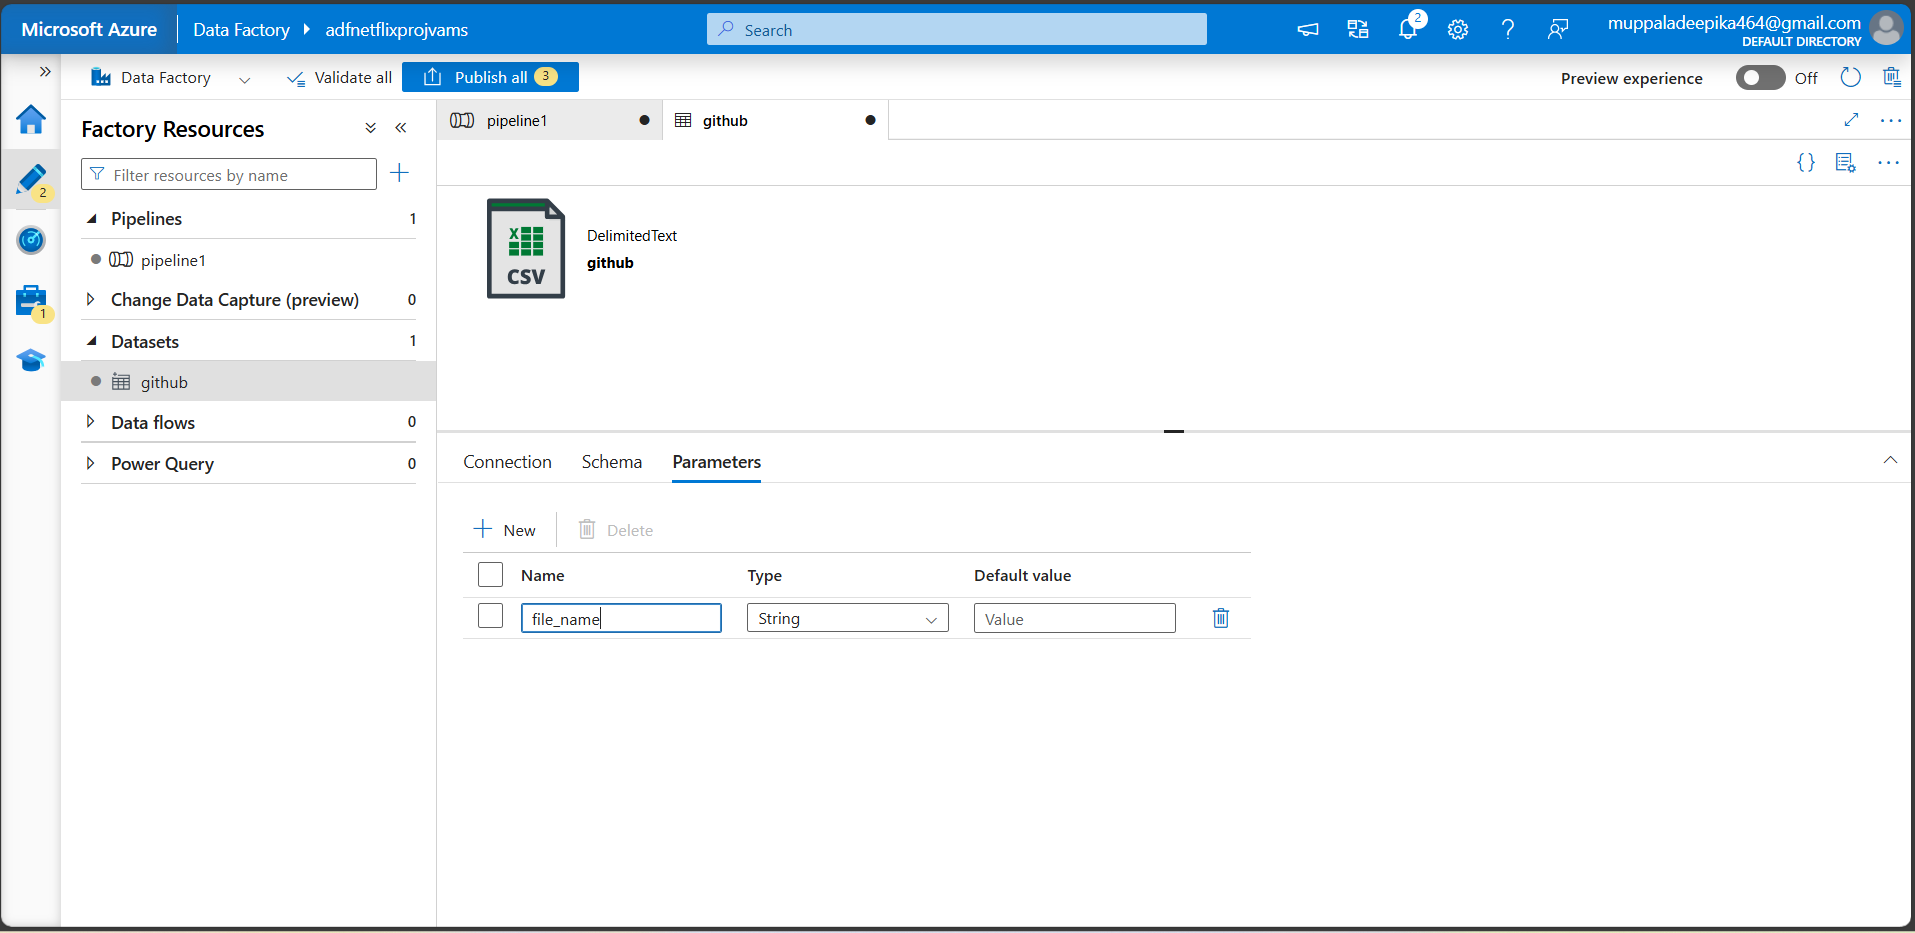 Microsoft Azure
Data Factory
adfnetflixprojvams
Search
2
muppaladeepika464@gmail.com
DEFAULT DIRECTORY
Data Factory
Validate all
Publish all 3
Preview experience
Off
Factory Resources
pipeline1
github
Filter resources by name
2
Pipelines 1
pipeline1
Change Data Capture (preview) 0
1
Datasets 1
github
Data flows 0
Power Query 0
{}
X
CSV
DelimitedText
github
Connection Schema Parameters
New Delete
Name Type Default value
file_name String Value